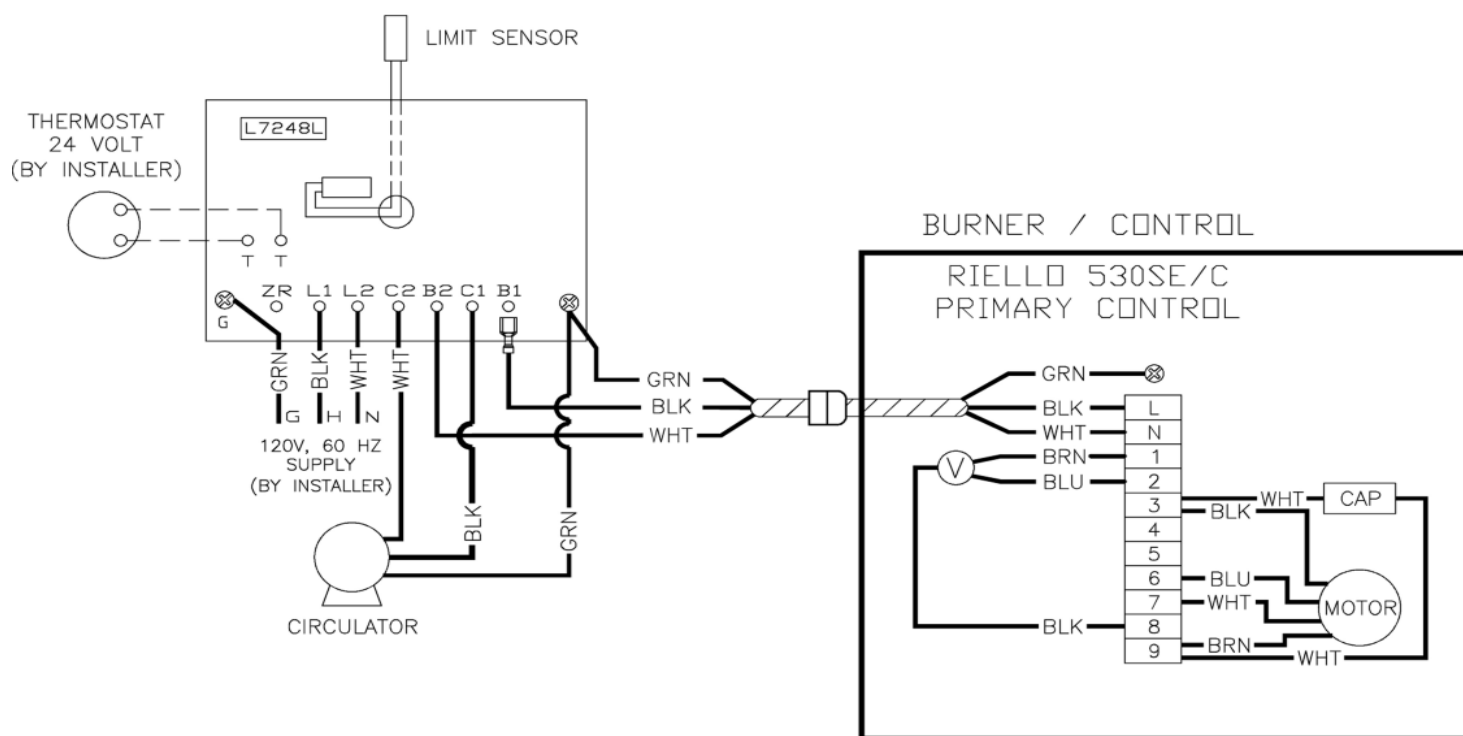 LIMIT SENSOR
THERMOSTAT
24 VOLT
(BY INSTALLER)
L7248L
T T
G
ZR L1 L2 C2 B2 C1 B1
GRN
BLK
WHT
WHT
G H N
120V, 60 HZ
SUPPLY
(BY INSTALLER)
BLK
GRN
CIRCULATOR
GRN
BLK
WHT
BURNER / CONTROL
RIELLO 530SE/C
PRIMARY CONTROL
GRN
BLK L
WHT N
V BRN 1
BLU 2
3 WHT CAP
BLK
4
5
6 BLU
7 WHT MOTOR
BLK 8
BRN
9 WHT